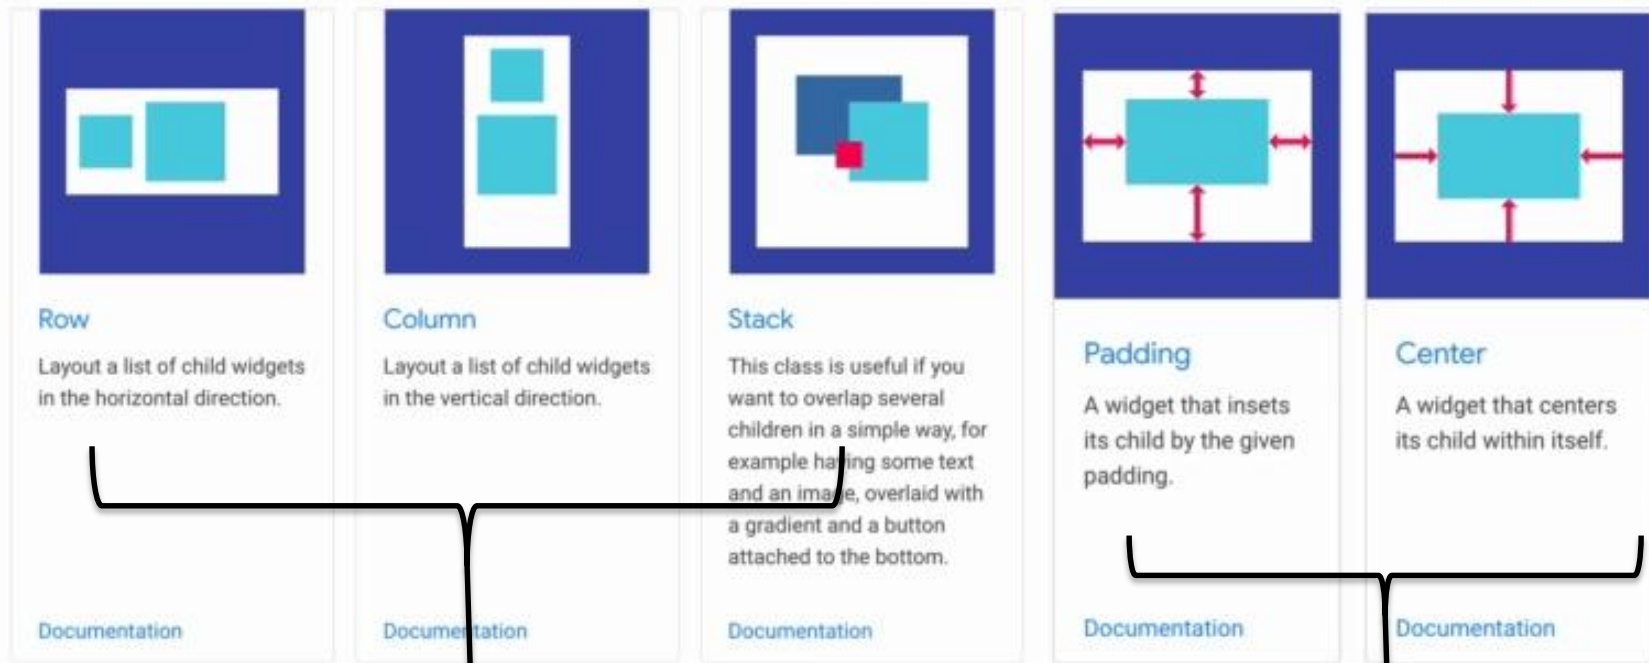 Row
Layout a list of child widgets
in the horizontal direction.
Documentation
Column
Layout a list of child widgets
in the vertical direction.
Documentation
Stack
This class is useful if you
want to overlap several
children in a simple way, for
example having some text
and an image, overlaid with
a gradient and a button
attached to the bottom.
Documentation
Padding
A widget that insets
its child by the given
padding.
Documentation
Center
A widget that centers
its child within itself.
Documentation